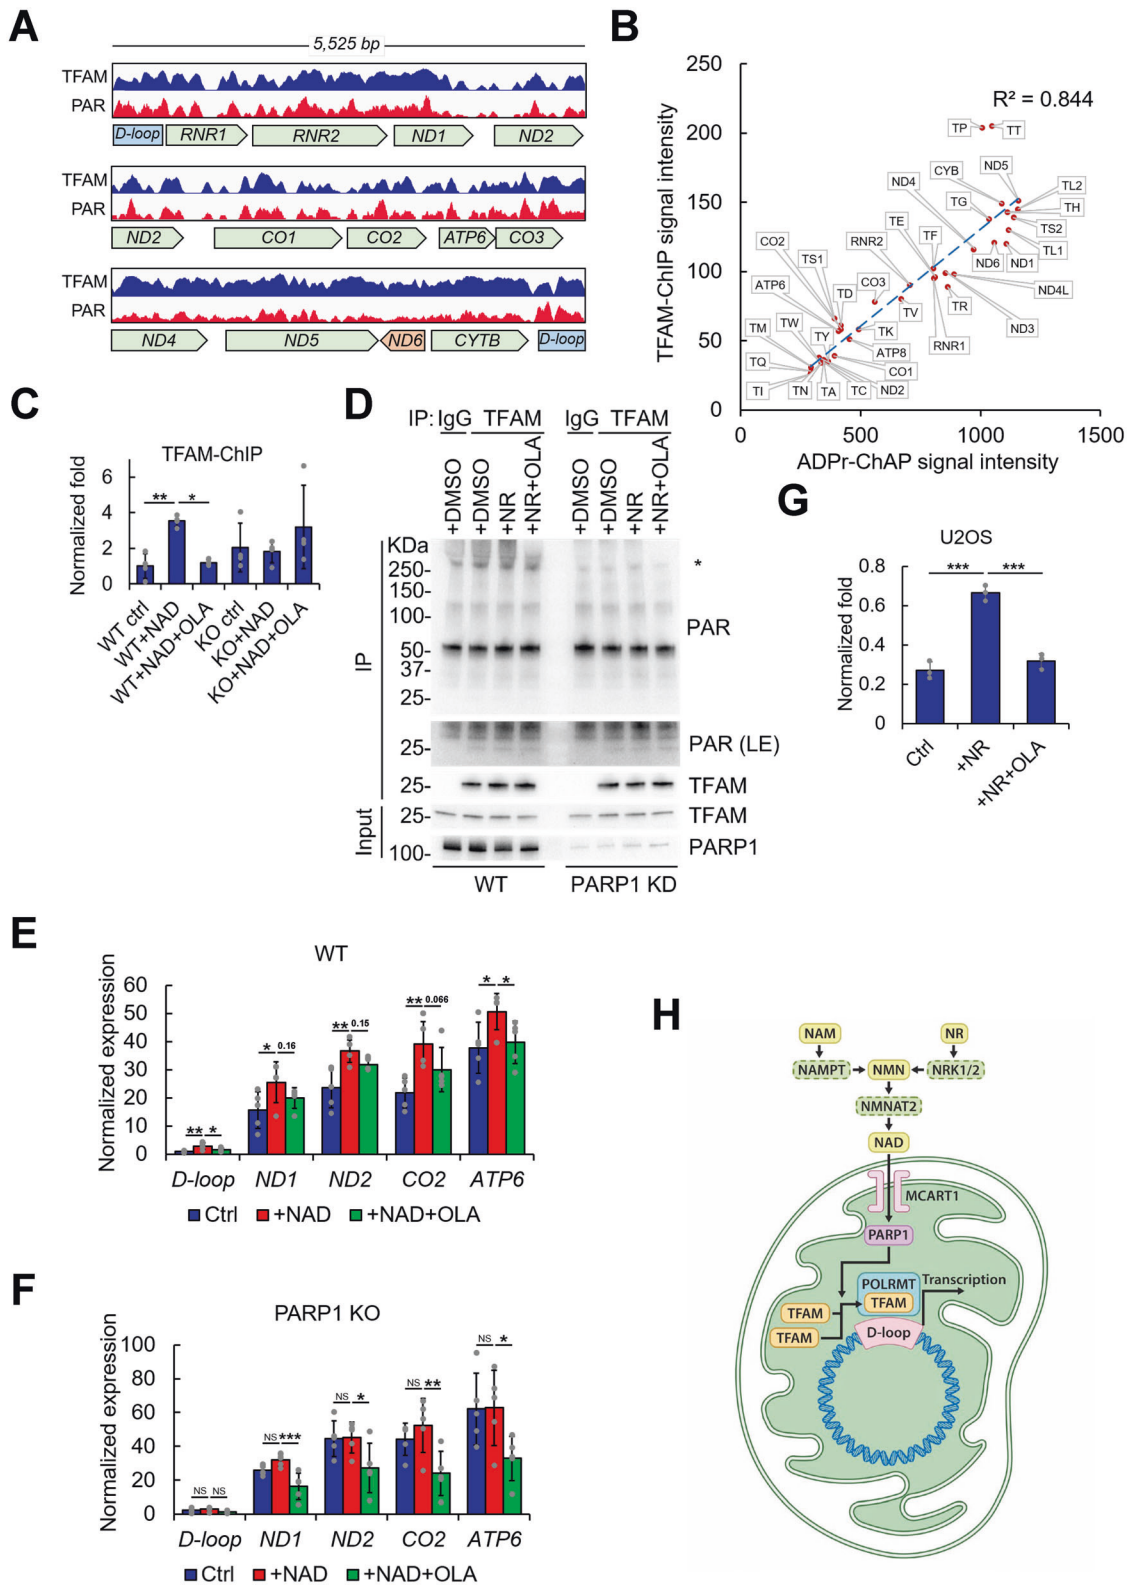 A
5,525 bp
TFAM
PAR
D-loop RNR1 RNR2 ND1 ND2
TFAM
PAR
ND2 CO1 CO2 ATP6 CO3
TFAM
PAR
ND4 ND5 ND6 CYTB D-loop
B
TFAM-ChIP signal intensity
250
200
150
100
50
0
R² = 0.844
TP TT
ND5
CYB
ND4
TL2
TG
TH
TE
TS2
TF
RNR2
CO2
TL1
TS1
ND6 ND1
ATP6
CO3
TD
ND4L
TV
TR
TM
TW
TK
ND3
TY
RNR1
ATP8
TQ
CO1
TI TN TA TC ND2
0 500 1000 1500
ADPr-ChAP signal intensity
C
TFAM-ChIP
Normalized fold
6
4
2
0
** *
WT ctrl
WT+NAD
WT+NAD+OLA
KO ctrl
KO+NAD
KO+NAD+OLA
D
IP: IgG TFAM IgG TFAM
+DMSO
+DMSO
+NR
+NR+OLA
+DMSO
+DMSO
+NR
+NR+OLA
KDa
250-
150-
100-
50-
37-
25-
*
PAR
IP
25-
PAR (LE)
25-
TFAM
Input
25-
TFAM
100-
PARP1
WT PARP1 KD
G
U2OS
Normalized fold
0.8
0.6
0.4
0.2
0
*** ***
Ctrl
+NR
+NR+OLA
E
WT
Normalized expression
60
50
40
30
20
10
0
** *
* 0.16
** 0.15
** 0.066
* *
D-loop ND1 ND2 CO2 ATP6
Ctrl +NAD +NAD+OLA
F
PARP1 KO
Normalized expression
100
80
60
40
20
0
NS NS
NS ***
NS *
NS **
NS *
D-loop ND1 ND2 CO2 ATP6
Ctrl +NAD +NAD+OLA
H
NAM NR
NAMPT NMN NRK1/2
NMNAT2
NAD
MCART1
PARP1
POLRMT Transcription
TFAM
TFAM
TFAM
D-loop